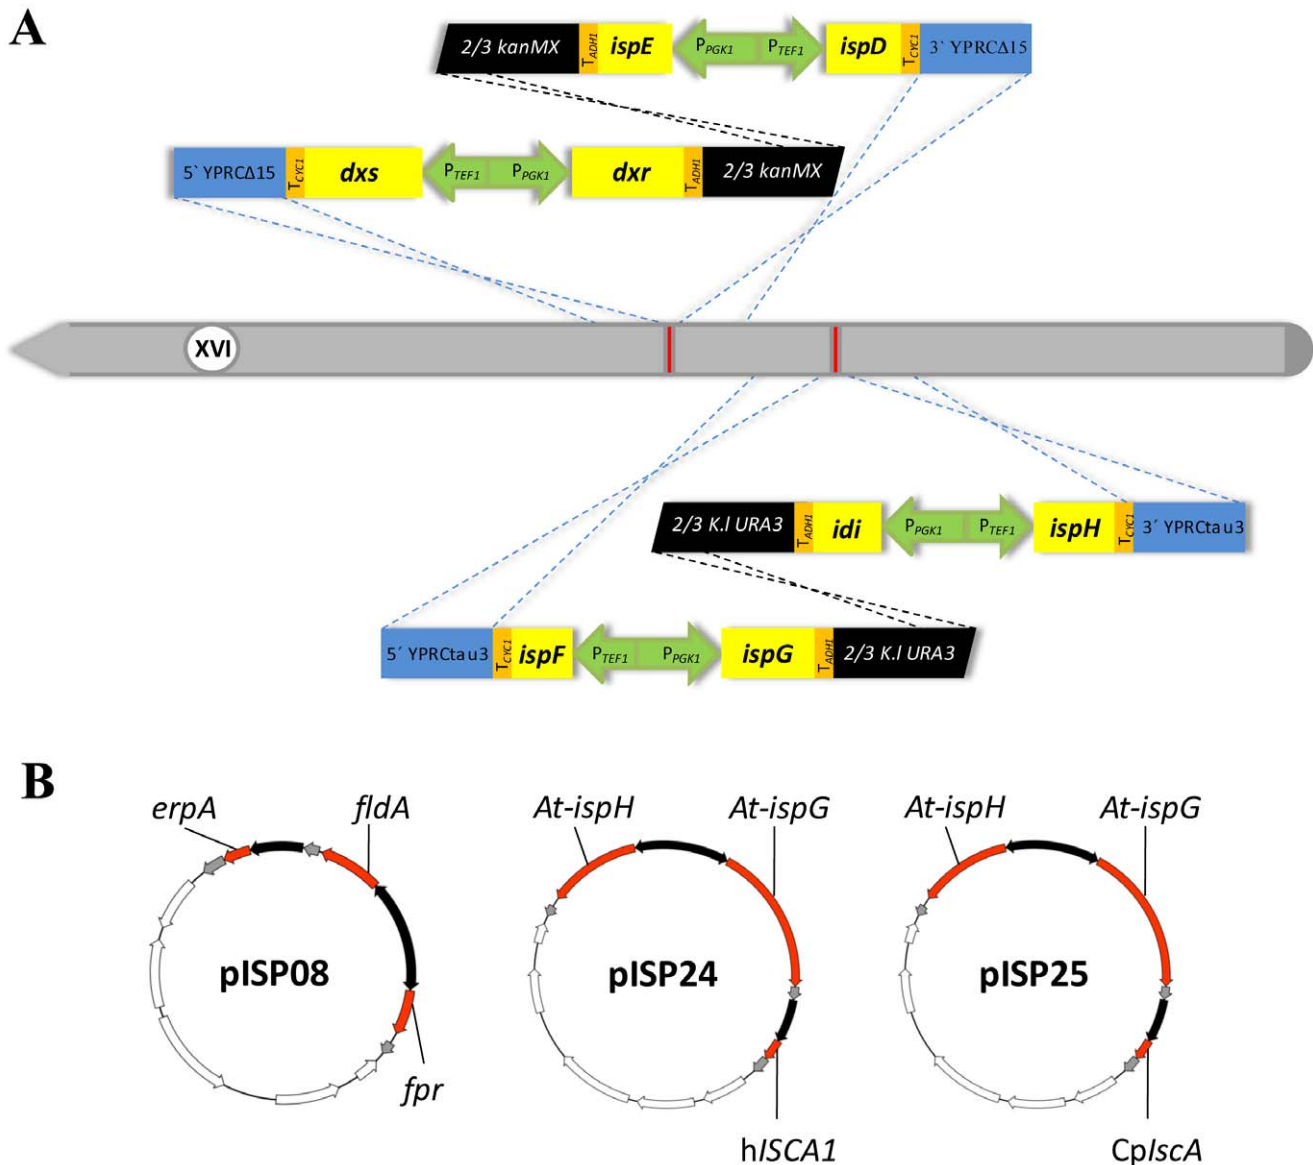 A
2/3 kanMX TADH1 ispE PPGK1 PTEF1 ispD TCYC1 3` YPRCΔ15
5` YPRCΔ15 TCYC1 dxs PTEF1 PPGK1 dxr TADH1 2/3 kanMX
XVI
2/3 K.l URA3 TADH1 idi PPGK1 PTEF1 ispH TCYC1 3´ YPRCtau3
5´ YPRCtau3 TCYC1 ispF PTEF1 PPGK1 ispG TADH1 2/3 K.l URA3
B
erpA fldA At-ispH At-ispG At-ispH At-ispG
pISP08 pISP24 pISP25
fpr
hISCA1 CpIscA